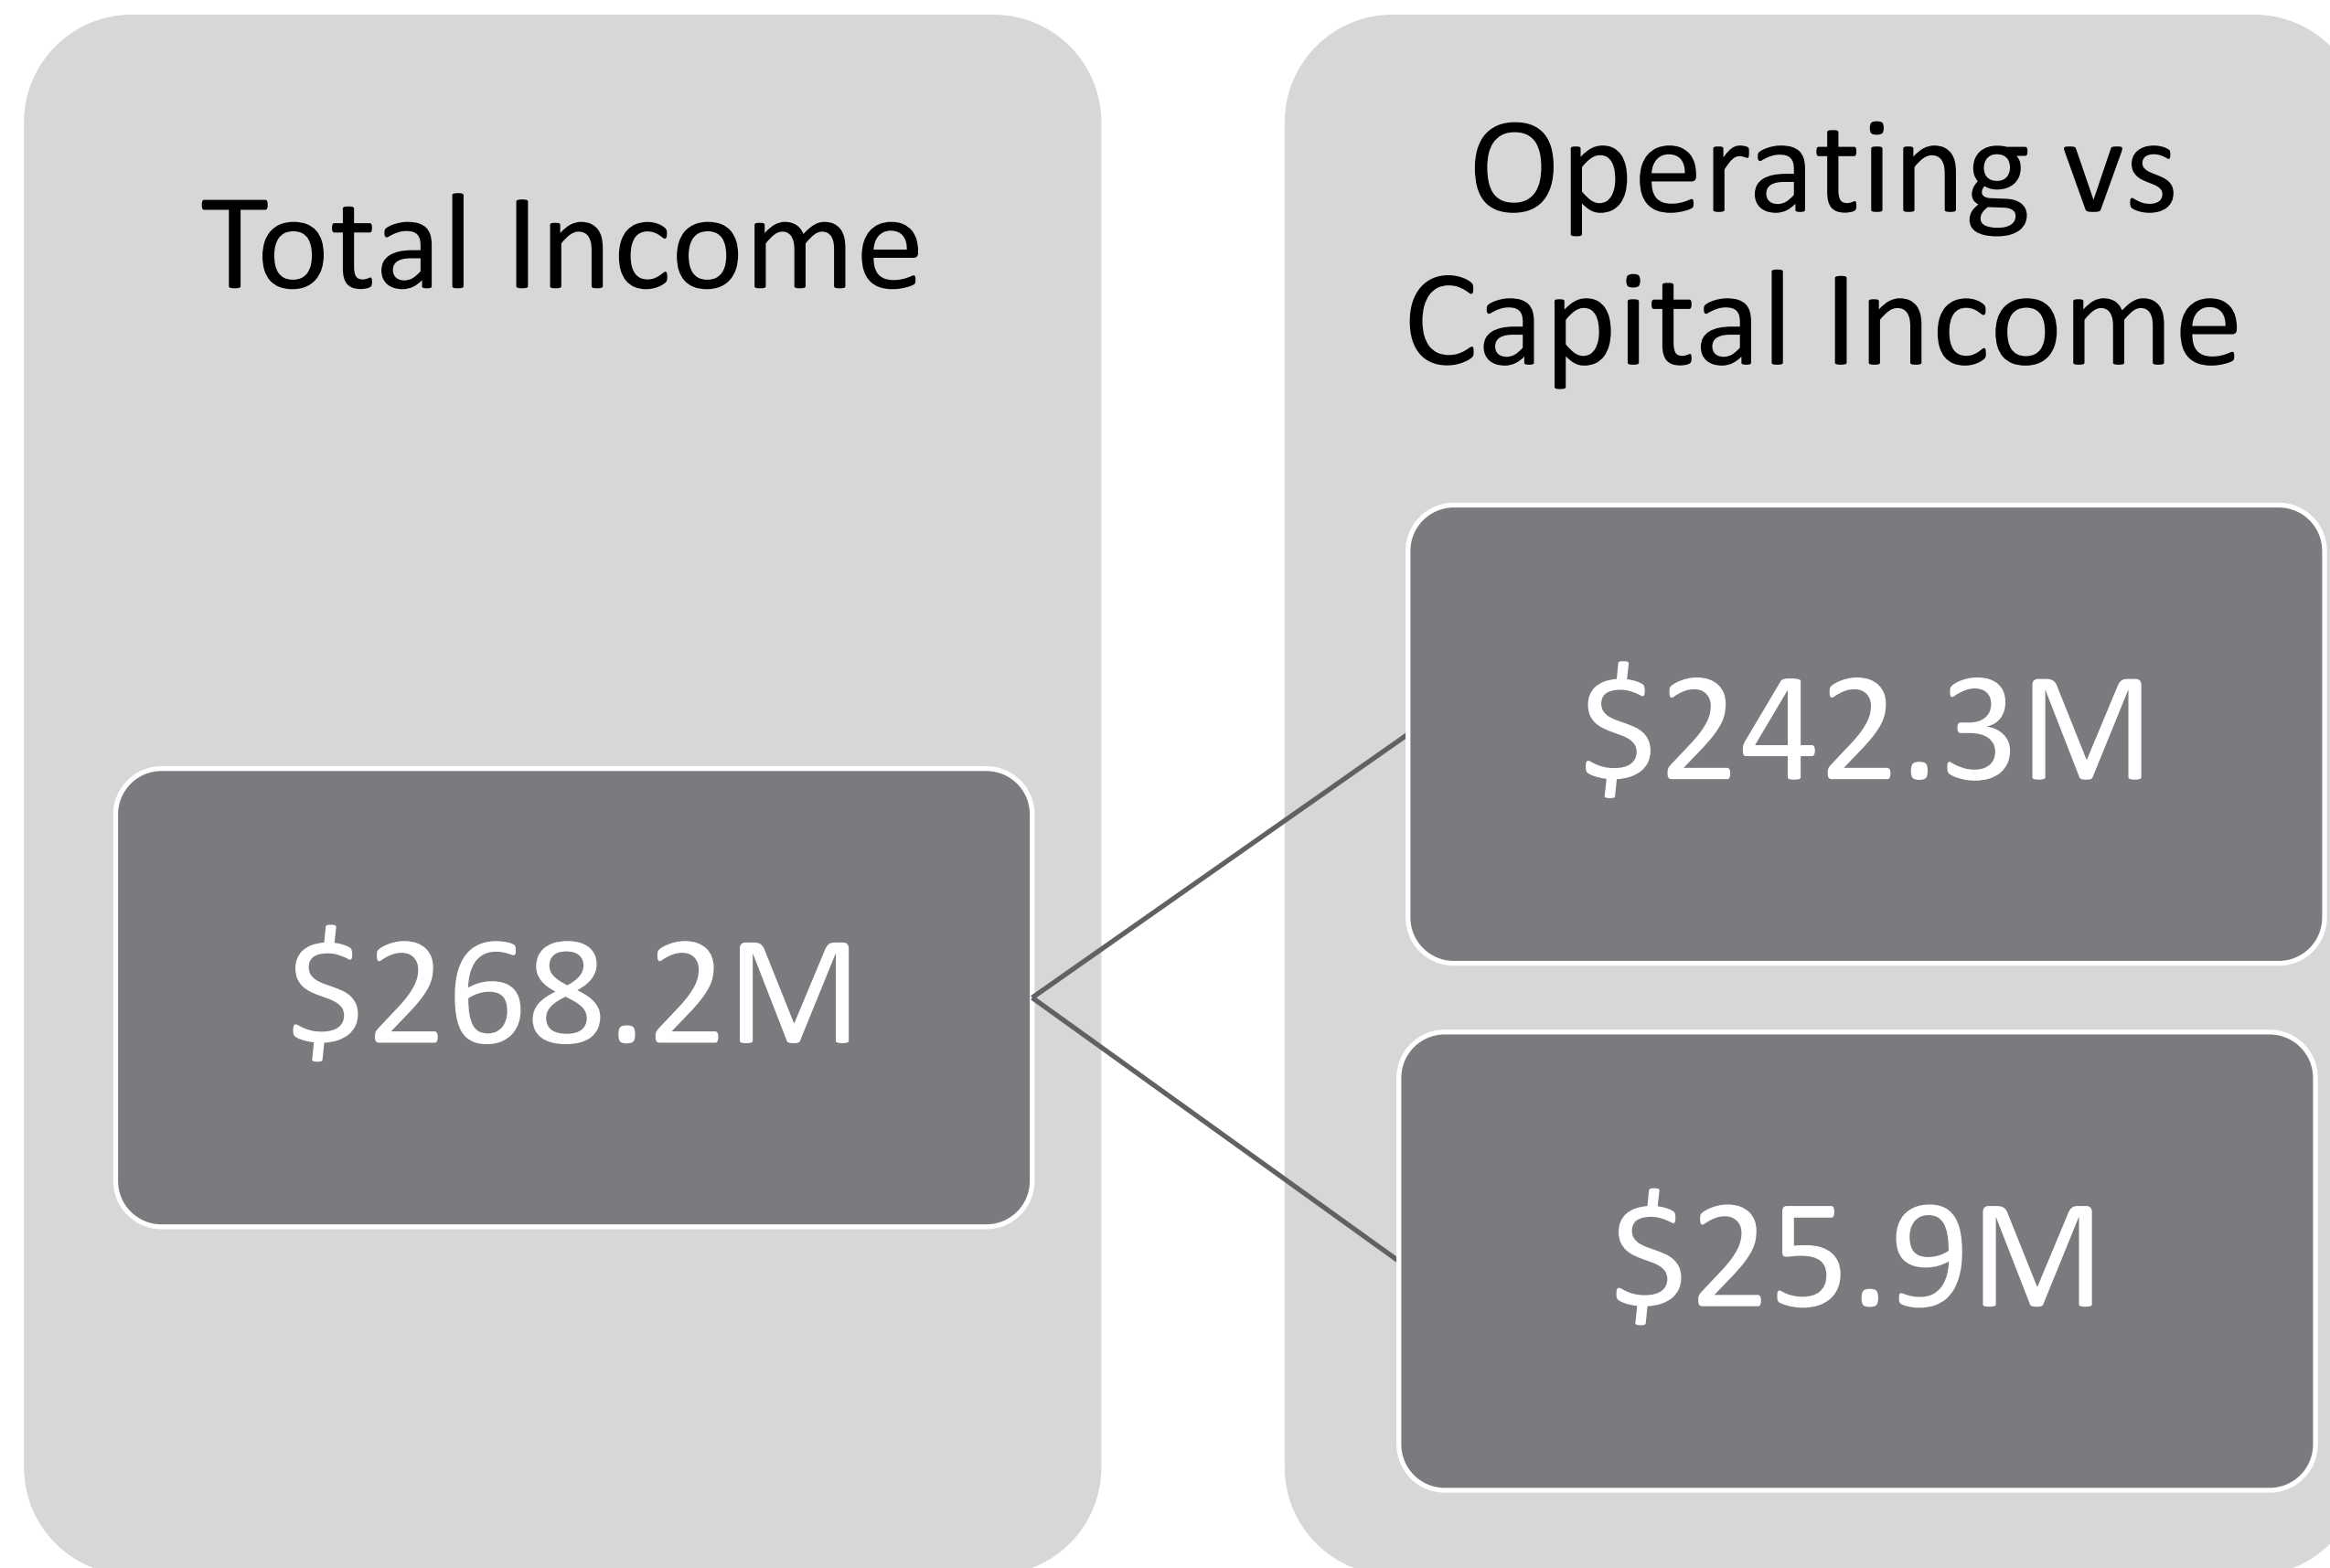 Total Income
$268.2M
Operating vs
Capital Income
$242.3M
$25.9M